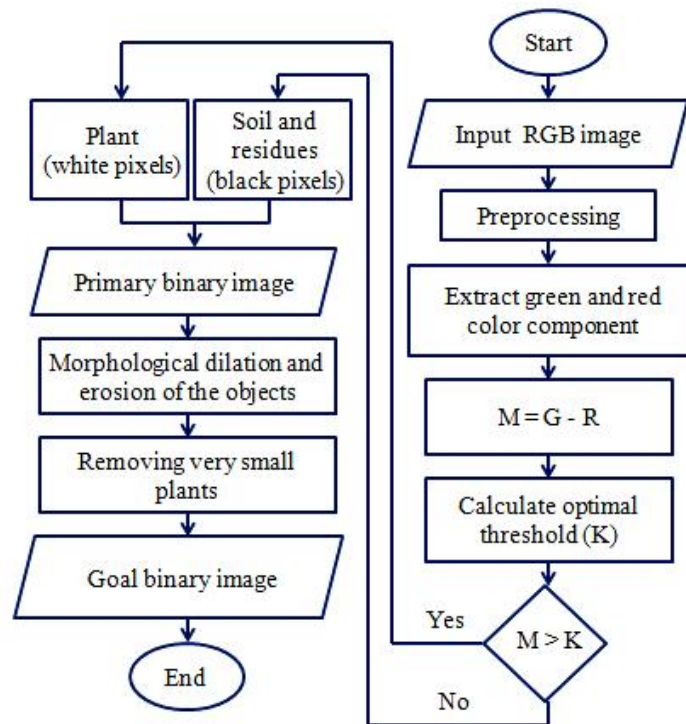 Start
Input RGB image
Preprocessing
Extract green and red
color component
M = G - R
Calculate optimal
threshold (K)
M > K
Yes
No
Plant
(white pixels)
Soil and
residues
(black pixels)
Primary binary image
Morphological dilation and
erosion of the objects
Removing very small
plants
Goal binary image
End